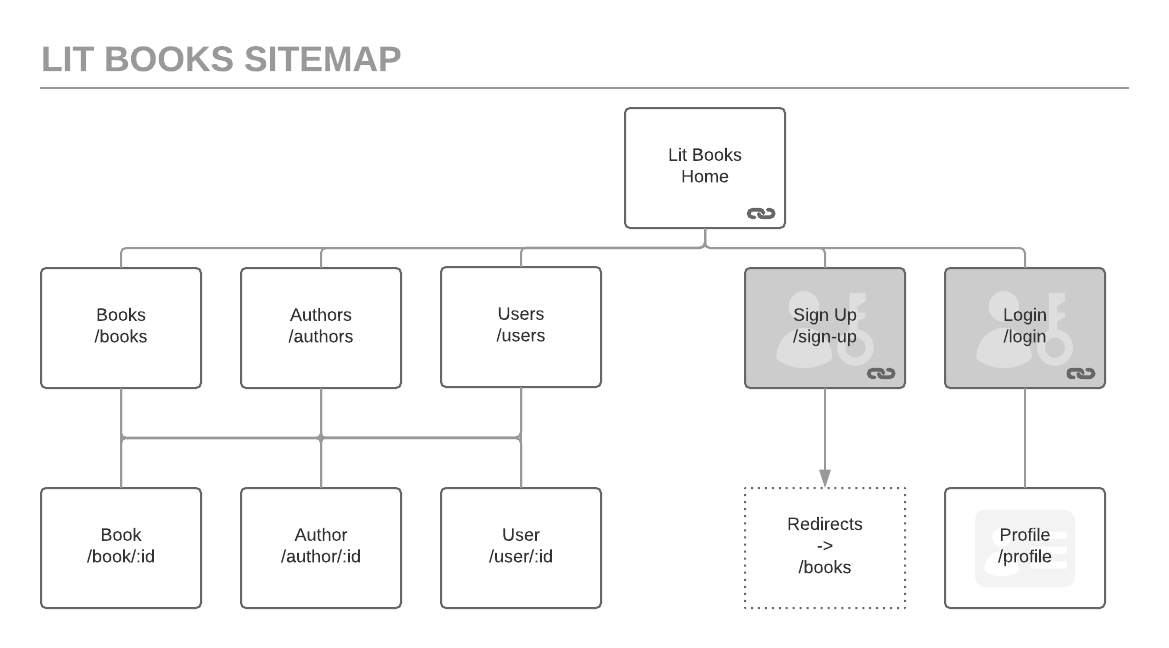 LIT BOOKS SITEMAP
Lit Books
Home
Books
/books
Authors
/authors
Users
/users
Sign Up
/sign-up
Login
/login
Book
/book/:id
Author
/author/:id
User
/user/:id
Redirects
->
/books
Profile
/profile